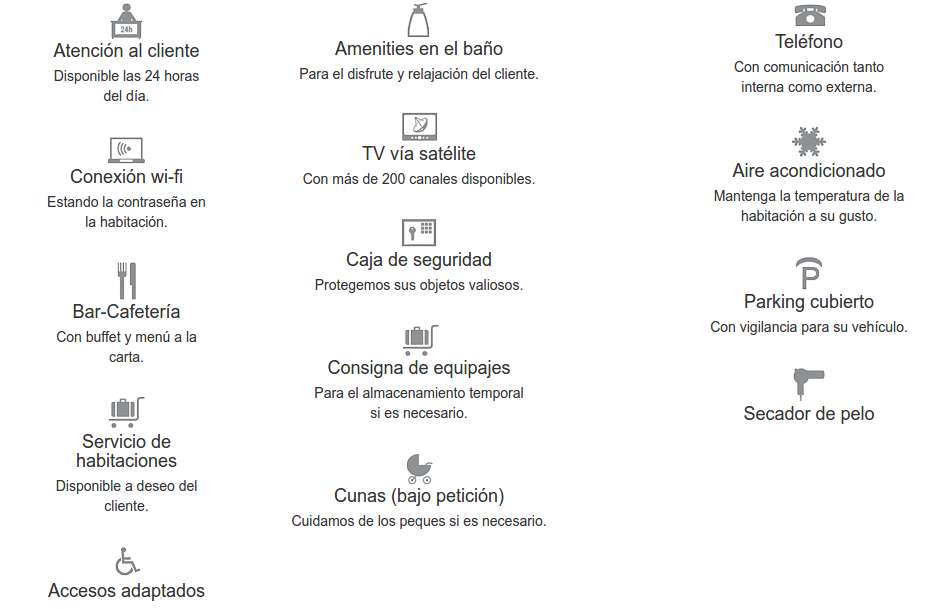 24h
Atención al cliente
Disponible las 24 horas
del día.
Conexión wi-fi
Estando la contraseña en
la habitación.
Bar-Cafetería
Con buffet y menú a la
carta.
Servicio de
habitaciones
Disponible a deseo del
cliente.
Accesos adaptados
Amenities en el baño
Para el disfrute y relajación del cliente.
TV vía satélite
Con más de 200 canales disponibles.
Caja de seguridad
Protegemos sus objetos valiosos.
Consigna de equipajes
Para el almacenamiento temporal
si es necesario.
Cunas (bajo petición)
Cuidamos de los peques si es necesario.
Teléfono
Con comunicación tanto
interna como externa.
Aire acondicionado
Mantenga la temperatura de la
habitación a su gusto.
P
Parking cubierto
Con vigilancia para su vehículo.
Secador de pelo